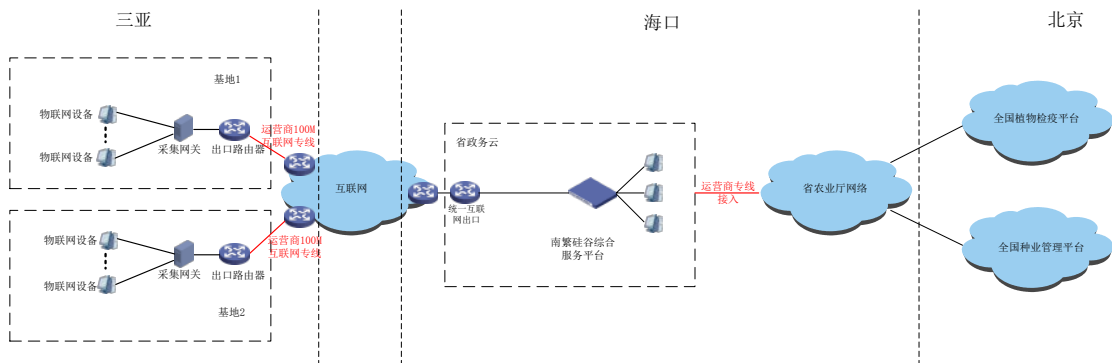 三亚
海口
北京
基地1
物联网设备
物联网设备
采集网关
出口路由器
运营商100M
互联网专线
物联网设备
物联网设备
采集网关
出口路由器
运营商100M
互联网专线
基地2
互联网
省政务云
统一互联
网出口
南繁硅谷综合
服务平台
运营商专线
接入
省农业厅网络
全国植物检疫平台
全国种业管理平台